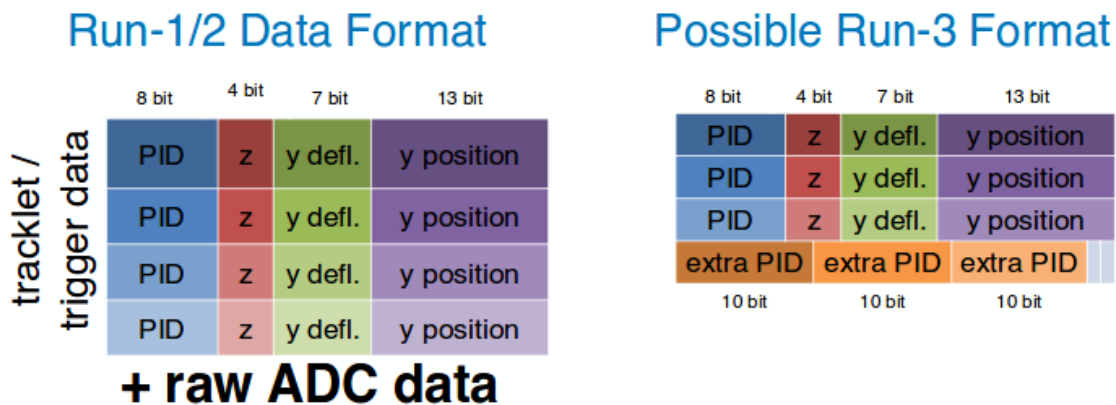 Run-1/2 Data Format
8 bit 4 bit 7 bit 13 bit
tracklet /
trigger data
PID z y defl. y position
PID z y defl. y position
PID z y defl. y position
PID z y defl. y position
+ raw ADC data
Possible Run-3 Format
8 bit 4 bit 7 bit 13 bit
PID z y defl. y position
PID z y defl. y position
PID z y defl. y position
extra PID extra PID extra PID
10 bit 10 bit 10 bit